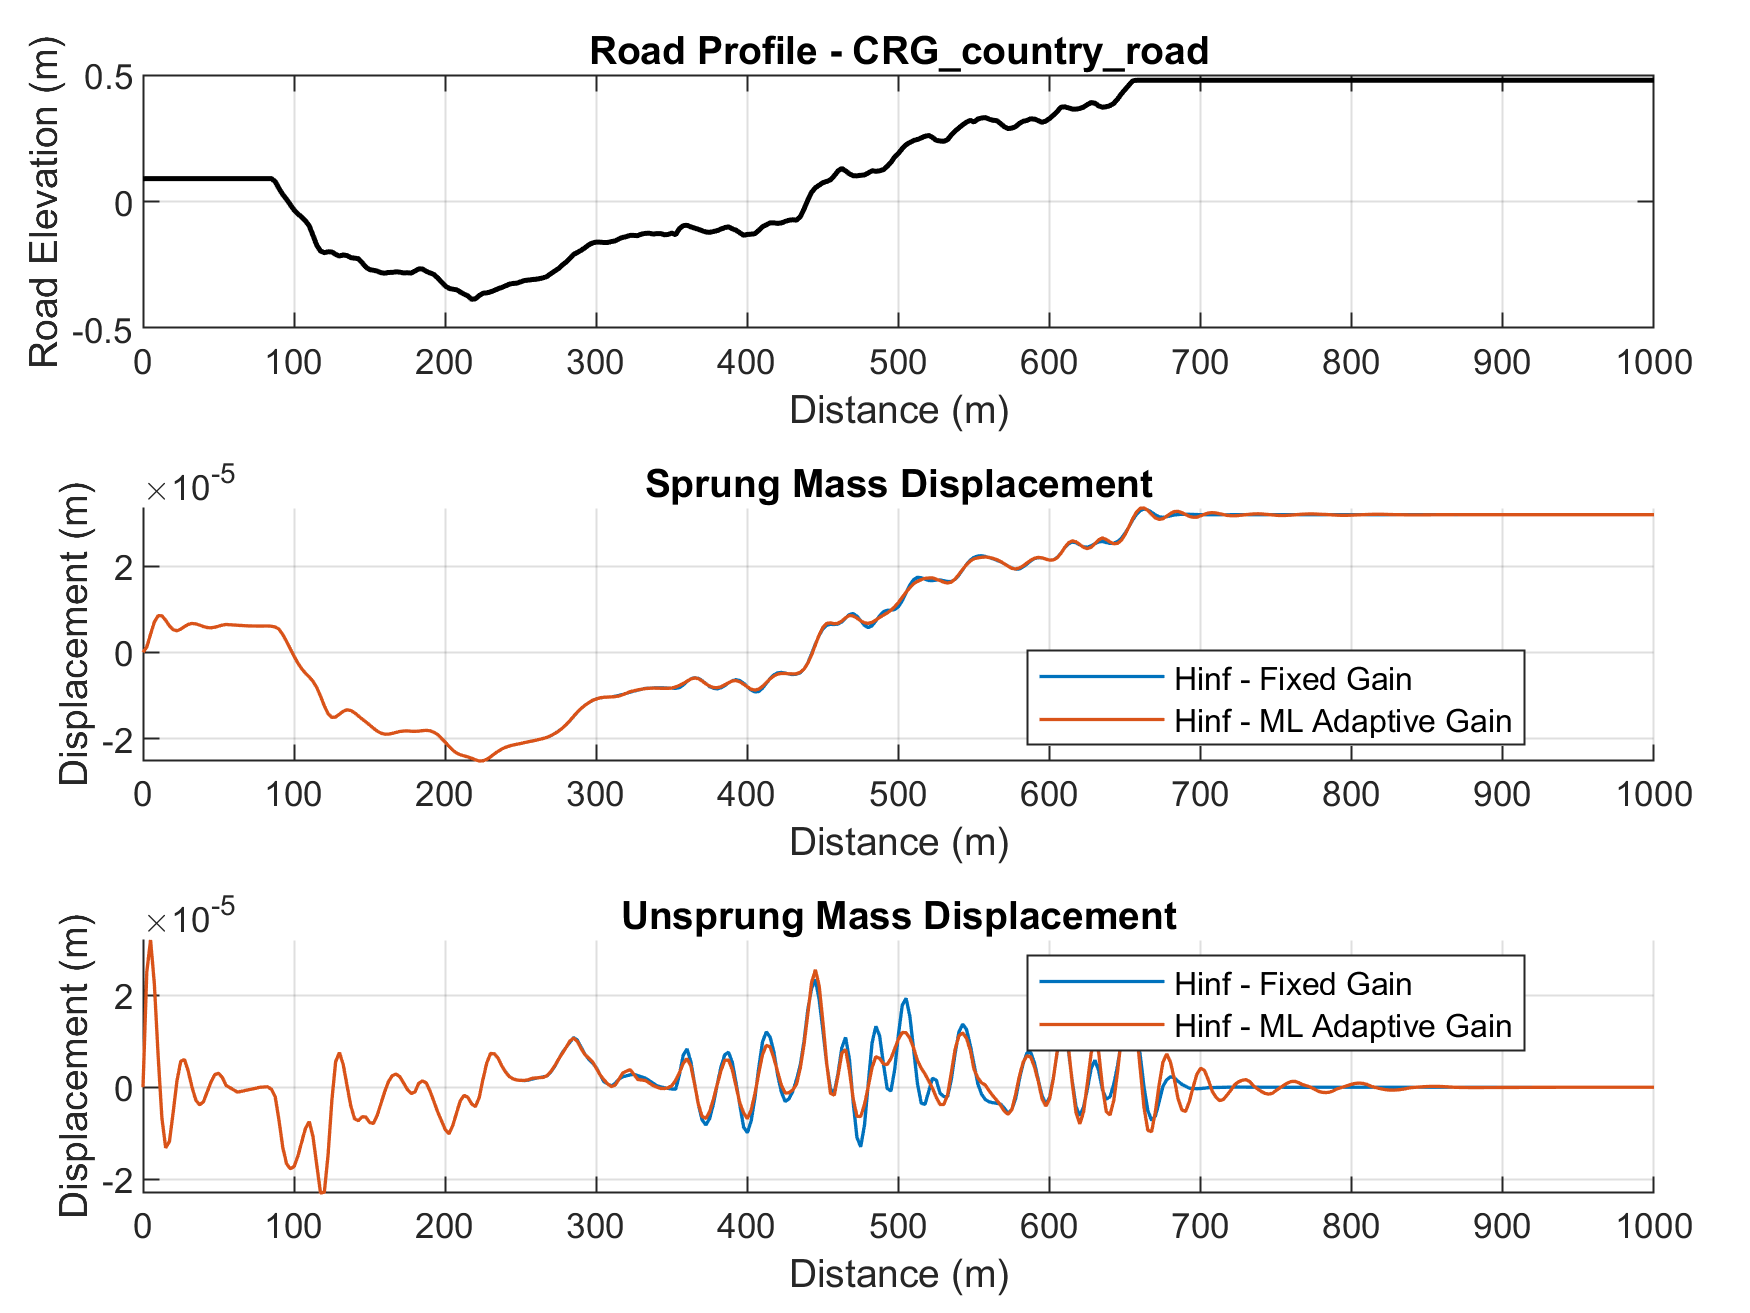 Road Profile - CRG_country_road
Road Elevation (m)
0.5
0
-0.5
0 100 200 300 400 500 600 700 800 900 1000
Distance (m)
Sprung Mass Displacement
×10⁻⁵
Displacement (m)
2
0
-2
Hinf - Fixed Gain
Hinf - ML Adaptive Gain
0 100 200 300 400 500 600 700 800 900 1000
Distance (m)
Unsprung Mass Displacement
×10⁻⁵
Displacement (m)
2
0
-2
Hinf - Fixed Gain
Hinf - ML Adaptive Gain
0 100 200 300 400 500 600 700 800 900 1000
Distance (m)